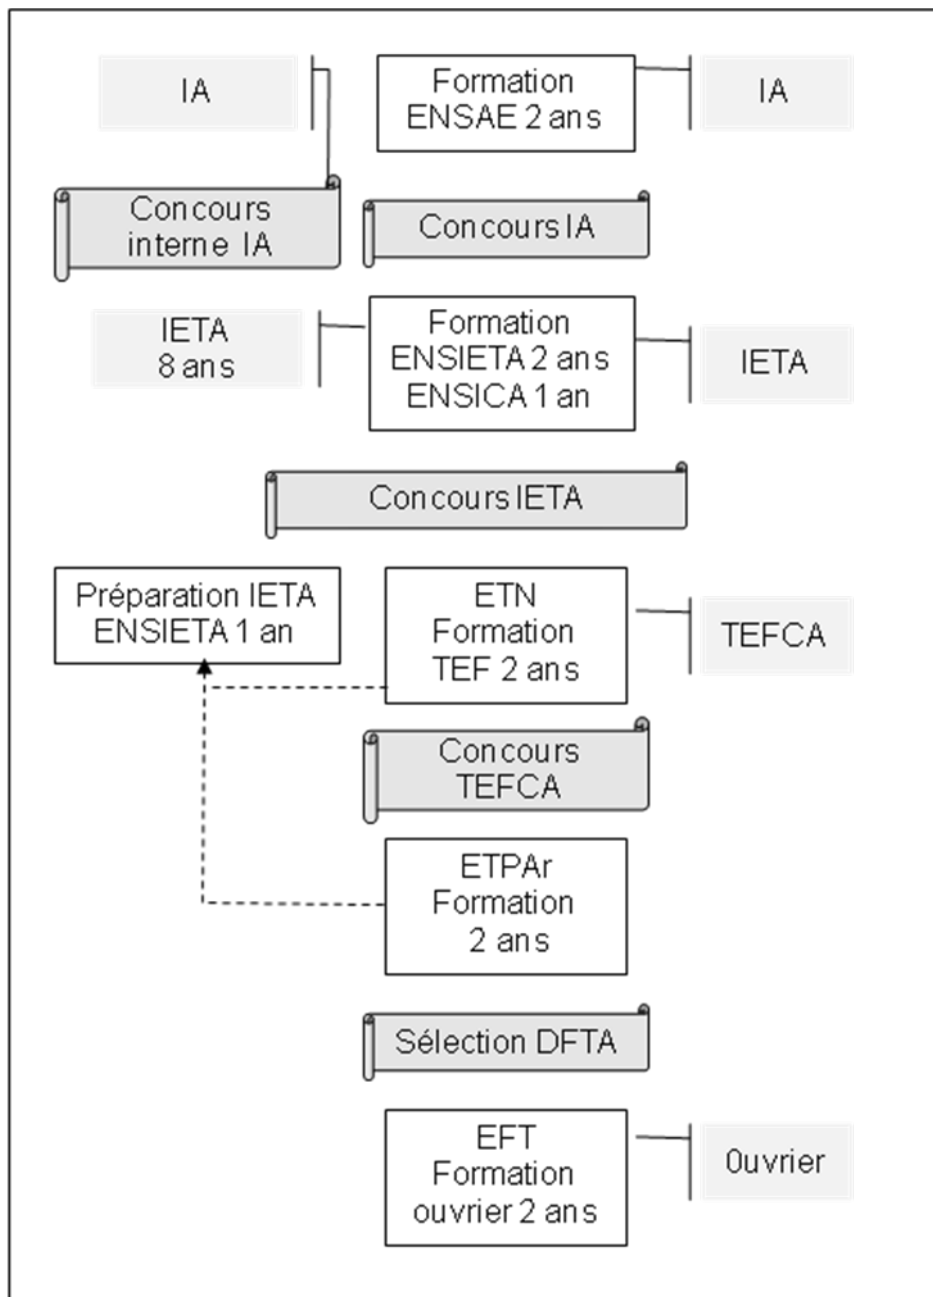 IA
Formation
ENSAE 2 ans
IA
Concours
interne IA
Concours IA
IETA
8 ans
Formation
ENSIETA 2 ans
ENSICA 1 an
IETA
Concours IETA
Préparation IETA
ENSIETA 1 an
ETN
Formation
TEF 2 ans
TEFCA
Concours
TEFCA
ETPAr
Formation
2 ans
Sélection DFTA
EFT
Formation
ouvrier 2 ans
Ouvrier